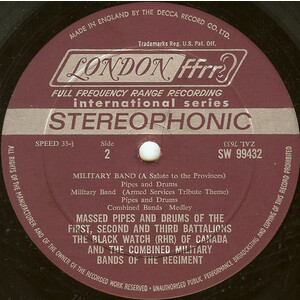 MADE IN ENGLAND BY THE DECCA RECORD CO. LTD.
Trademarks Reg. U.S. Pat. Off.
LONDON ffrr
FULL FREQUENCY RANGE RECORDING
international series
STEREOPHONIC
SPEED 33⅓
Side
2
ZAL 7633
SW 99432
MILITARY BAND (A Salute to the Provinces)
Pipes and Drums
Military Band (Armed Services Tribute Theme)
Pipes and Drums
Combined Bands Medley
MASSED PIPES AND DRUMS OF THE
FIRST, SECOND AND THIRD BATTALIONS
THE BLACK WATCH (RHR) OF CANADA
AND THE COMBINED MILITARY
BANDS OF THE REGIMENT
ALL RIGHTS OF THE MANUFACTURER AND OF THE OWNER OF THE RECORDED WORK RESERVED UNAUTHORISED PUBLIC PERFORMANCE BROADCASTING AND COPYING OF THIS RECORD PROHIBITED